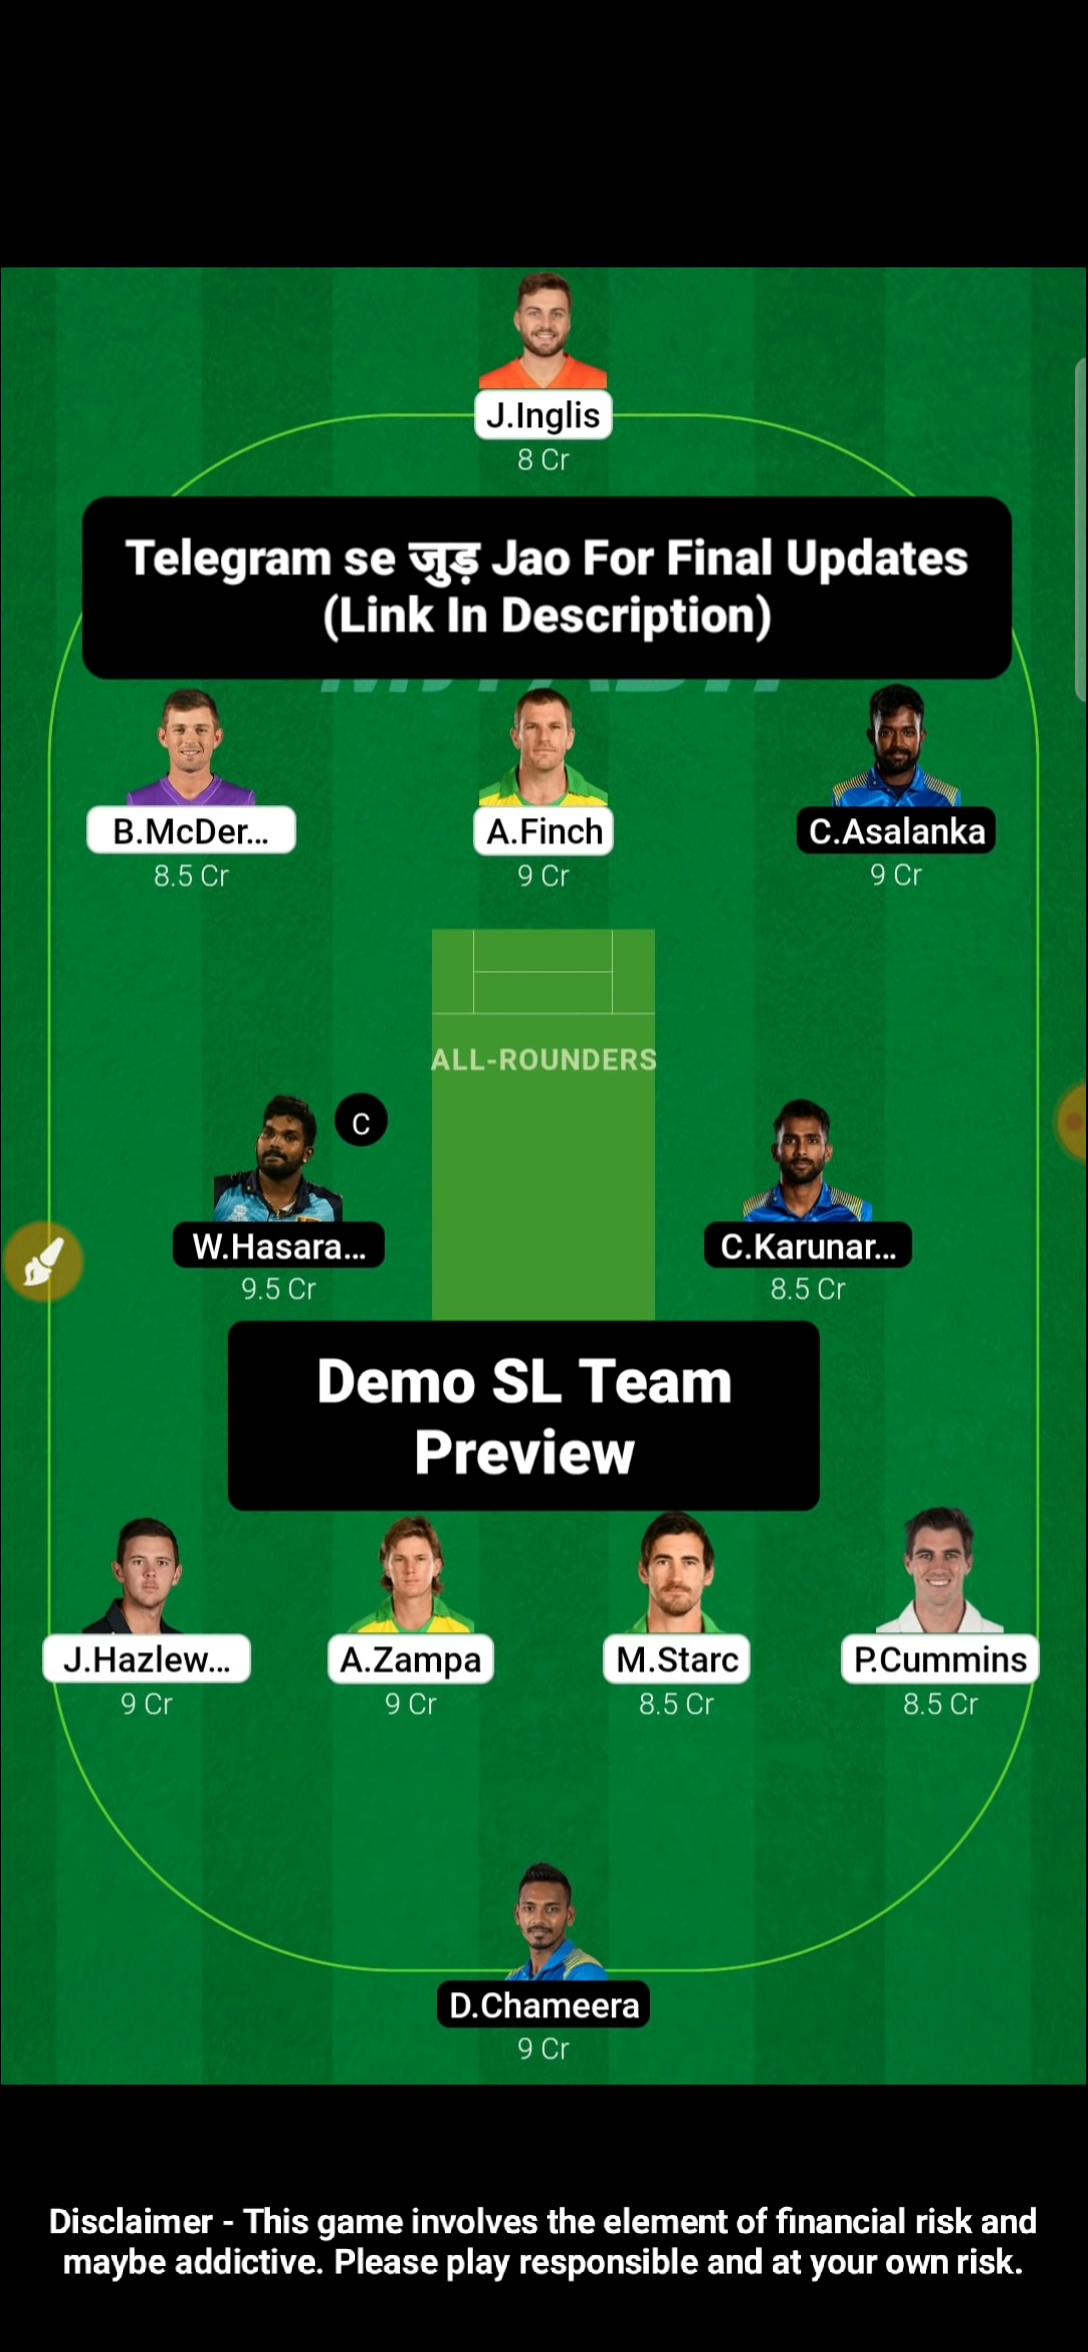 J.Inglis
8 Cr
Telegram se जुड़ Jao For Final Updates
(Link In Description)
B.McDer... A.Finch C.Asalanka
8.5 Cr 9 Cr 9 Cr
ALL-ROUNDERS
C
W.Hasara... C.Karunar...
9.5 Cr 8.5 Cr
Demo SL Team
Preview
J.Hazlew... A.Zampa M.Starc P.Cummins
9 Cr 9 Cr 8.5 Cr 8.5 Cr
D.Chameera
9 Cr
Disclaimer - This game involves the element of financial risk and
maybe addictive. Please play responsible and at your own risk.